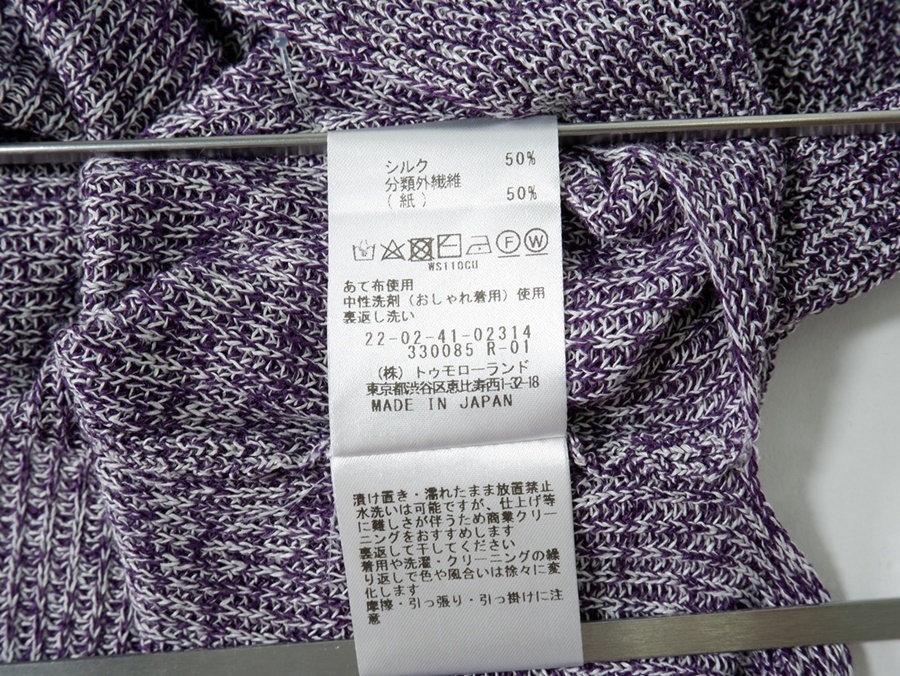 シルク 50%
分類外繊維
(紙) 50%
F W
WS110CU
あて布使用
中性洗剤(おしゃれ着用)使用
裏返し洗い
22-02-41-02314
330085 R-01
(株)トゥモローランド
東京都渋谷区恵比寿西1-32-18
MADE IN JAPAN
漬け置き・濡れたまま放置禁止
水洗いは可能ですが、仕上げ等
に難しさが伴うため商業クリー
ニングをおすすめします
裏返して干してください
着用や洗濯・クリーニングの繰
り返しで色や風合いは徐々に変
化します
摩擦・引っ張り・引っ掛けに注
意